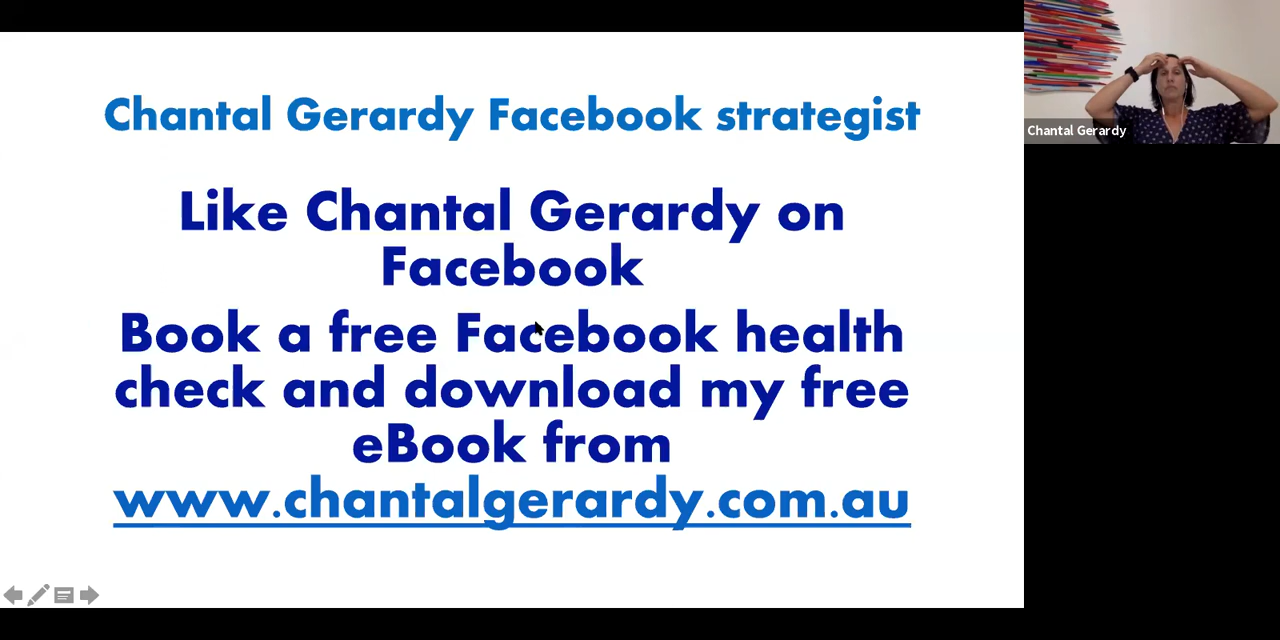 Chantal Gerardy Facebook strategist
Like Chantal Gerardy on
Facebook
Book a free Facebook health
check and download my free
eBook from
www.chantalgerardy.com.au
Chantal Gerardy